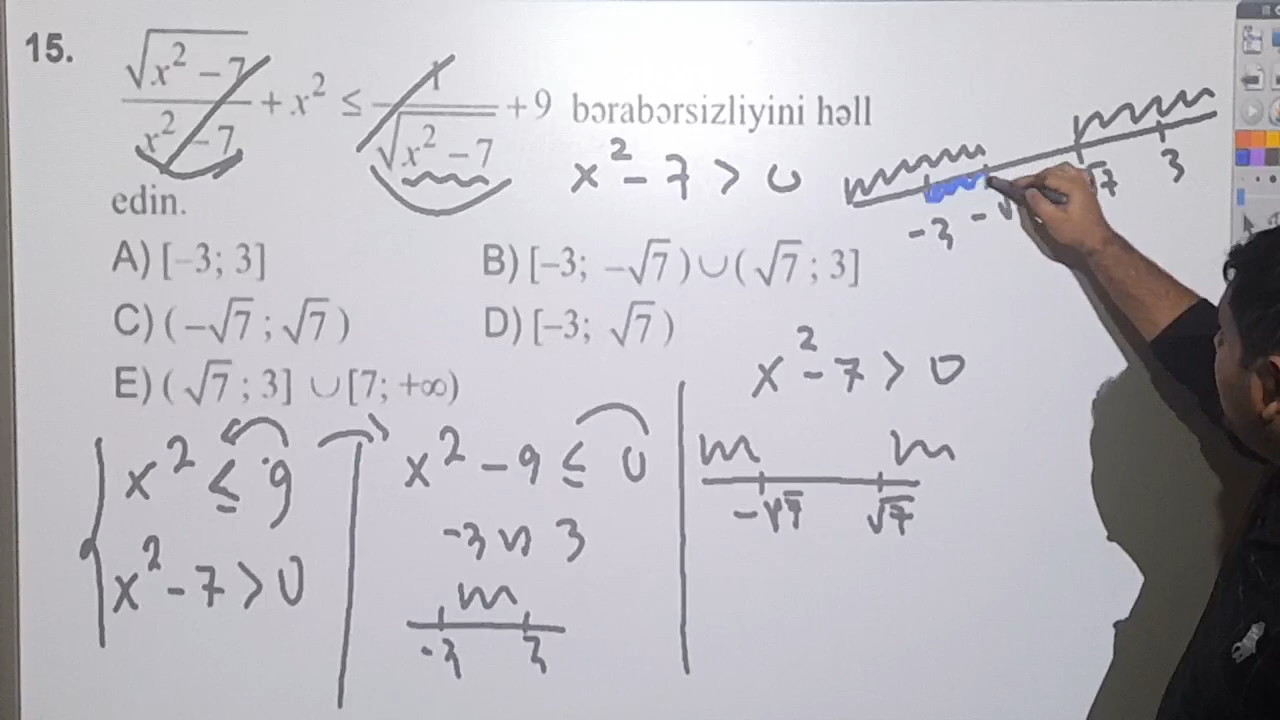 15. √(x² – 7)/(x² – 7) + x² ≤ 1/√(x² – 7) + 9 bərabərsizliyini həll
edin.
x² - 7 > 0
-3 -√ √7 3
A) [–3; 3] B) [–3; –√7) ∪ (√7; 3]
C) (–√7; √7) D) [–3; √7)
E) (√7; 3] ∪ [7; +∞)
x² - 7 > 0
x² ≤ 9
x² - 7 > 0
x² - 9 ≤ 0
-3 və 3
-3 3
-√7 √7